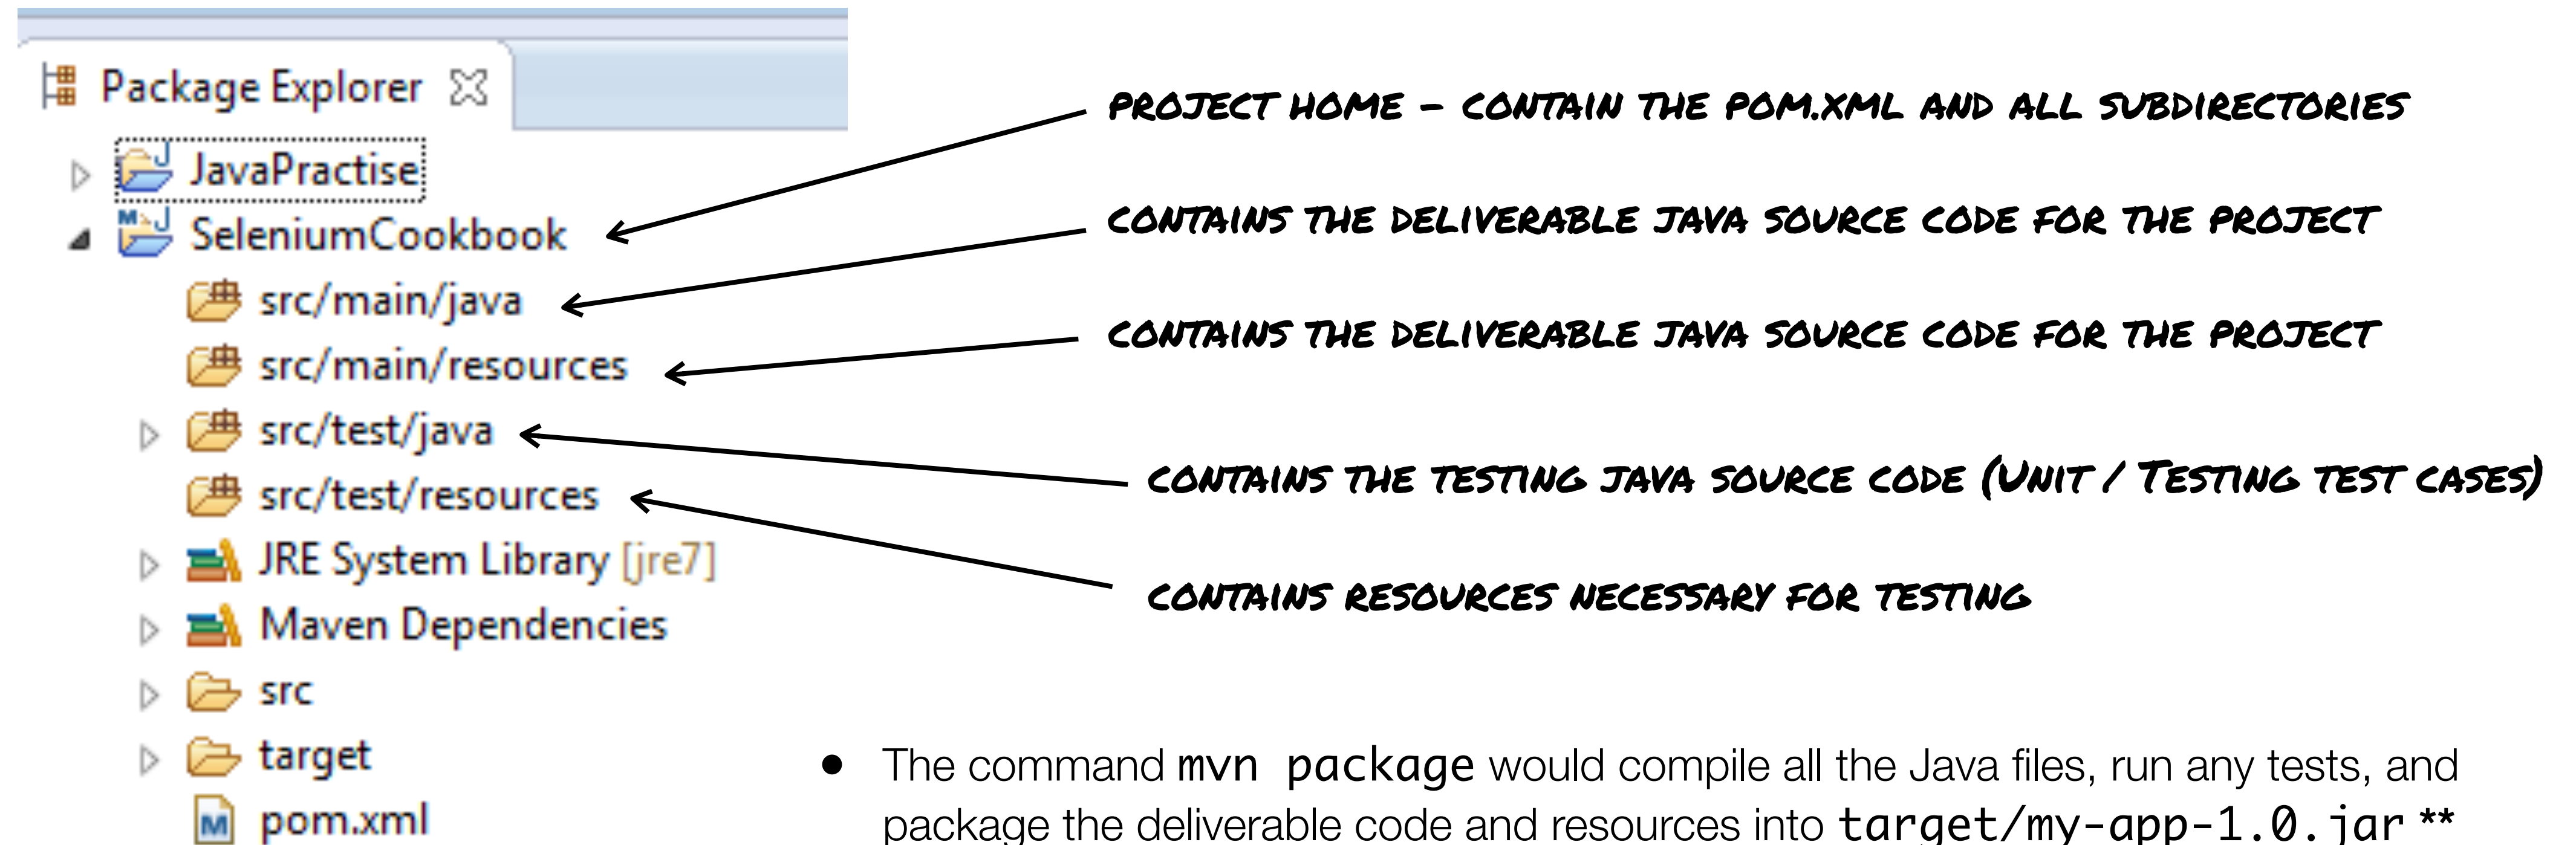 Package Explorer
JavaPractise
SeleniumCookbook
src/main/java
src/main/resources
src/test/java
src/test/resources
JRE System Library [jre7]
Maven Dependencies
src
target
pom.xml
PROJECT HOME - CONTAIN THE POM.XML AND ALL SUBDIRECTORIES
CONTAINS THE DELIVERABLE JAVA SOURCE CODE FOR THE PROJECT
CONTAINS THE DELIVERABLE JAVA SOURCE CODE FOR THE PROJECT
CONTAINS THE TESTING JAVA SOURCE CODE (UNIT / TESTING TEST CASES)
CONTAINS RESOURCES NECESSARY FOR TESTING
• The command mvn package would compile all the Java files, run any tests, and
package the deliverable code and resources into target/my-app-1.0.jar **